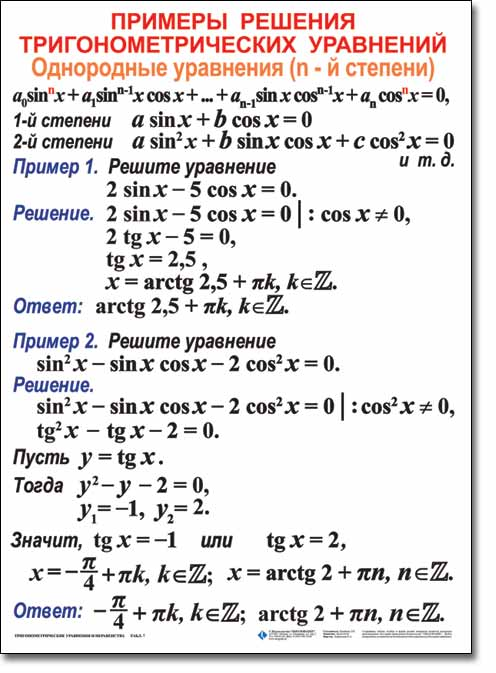 ПРИМЕРЫ РЕШЕНИЯ
ТРИГОНОМЕТРИЧЕСКИХ УРАВНЕНИЙ
Однородные уравнения (n - й степени)
a₀sinⁿx + a₁sinⁿ⁻¹x cos x + ... + aₙ₋₁sin x cosⁿ⁻¹x + aₙ cosⁿx = 0,
1-й степени a sin x + b cos x = 0
2-й степени a sin²x + b sin x cos x + c cos²x = 0
и т. д.
Пример 1. Решите уравнение
2 sin x – 5 cos x = 0.
Решение. 2 sin x – 5 cos x = 0 | : cos x ≠ 0,
2 tg x – 5 = 0,
tg x = 2,5 ,
x = arctg 2,5 + πk, k∈ℤ.
Ответ: arctg 2,5 + πk, k∈ℤ.
Пример 2. Решите уравнение
sin²x – sin x cos x – 2 cos²x = 0.
Решение.
sin²x – sin x cos x – 2 cos²x = 0 | : cos²x ≠ 0,
tg²x – tg x – 2 = 0.
Пусть y = tg x .
Тогда y² – y – 2 = 0,
y₁= –1, y₂= 2.
Значит, tg x = –1 или tg x = 2,
x = – π/4 + πk, k∈ℤ; x = arctg 2 + πn, n∈ℤ.
Ответ: – π/4 + πk, k∈ℤ; arctg 2 + πn, n∈ℤ.
ТРИГОНОМЕТРИЧЕСКИЕ УРАВНЕНИЯ И НЕРАВЕНСТВА ТАБЛ. 7